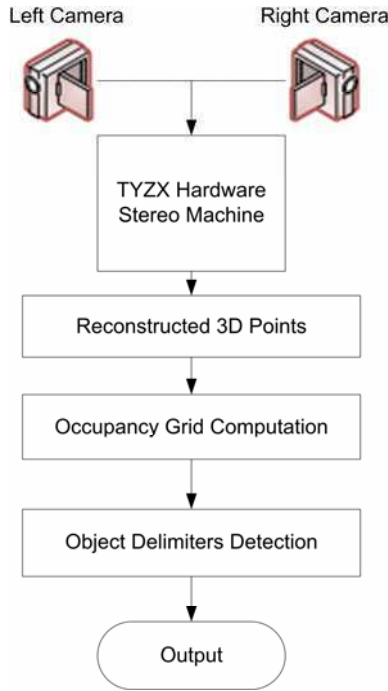 Left Camera
Right Camera
TYZX Hardware
Stereo Machine
Reconstructed 3D Points
Occupancy Grid Computation
Object Delimiters Detection
Output